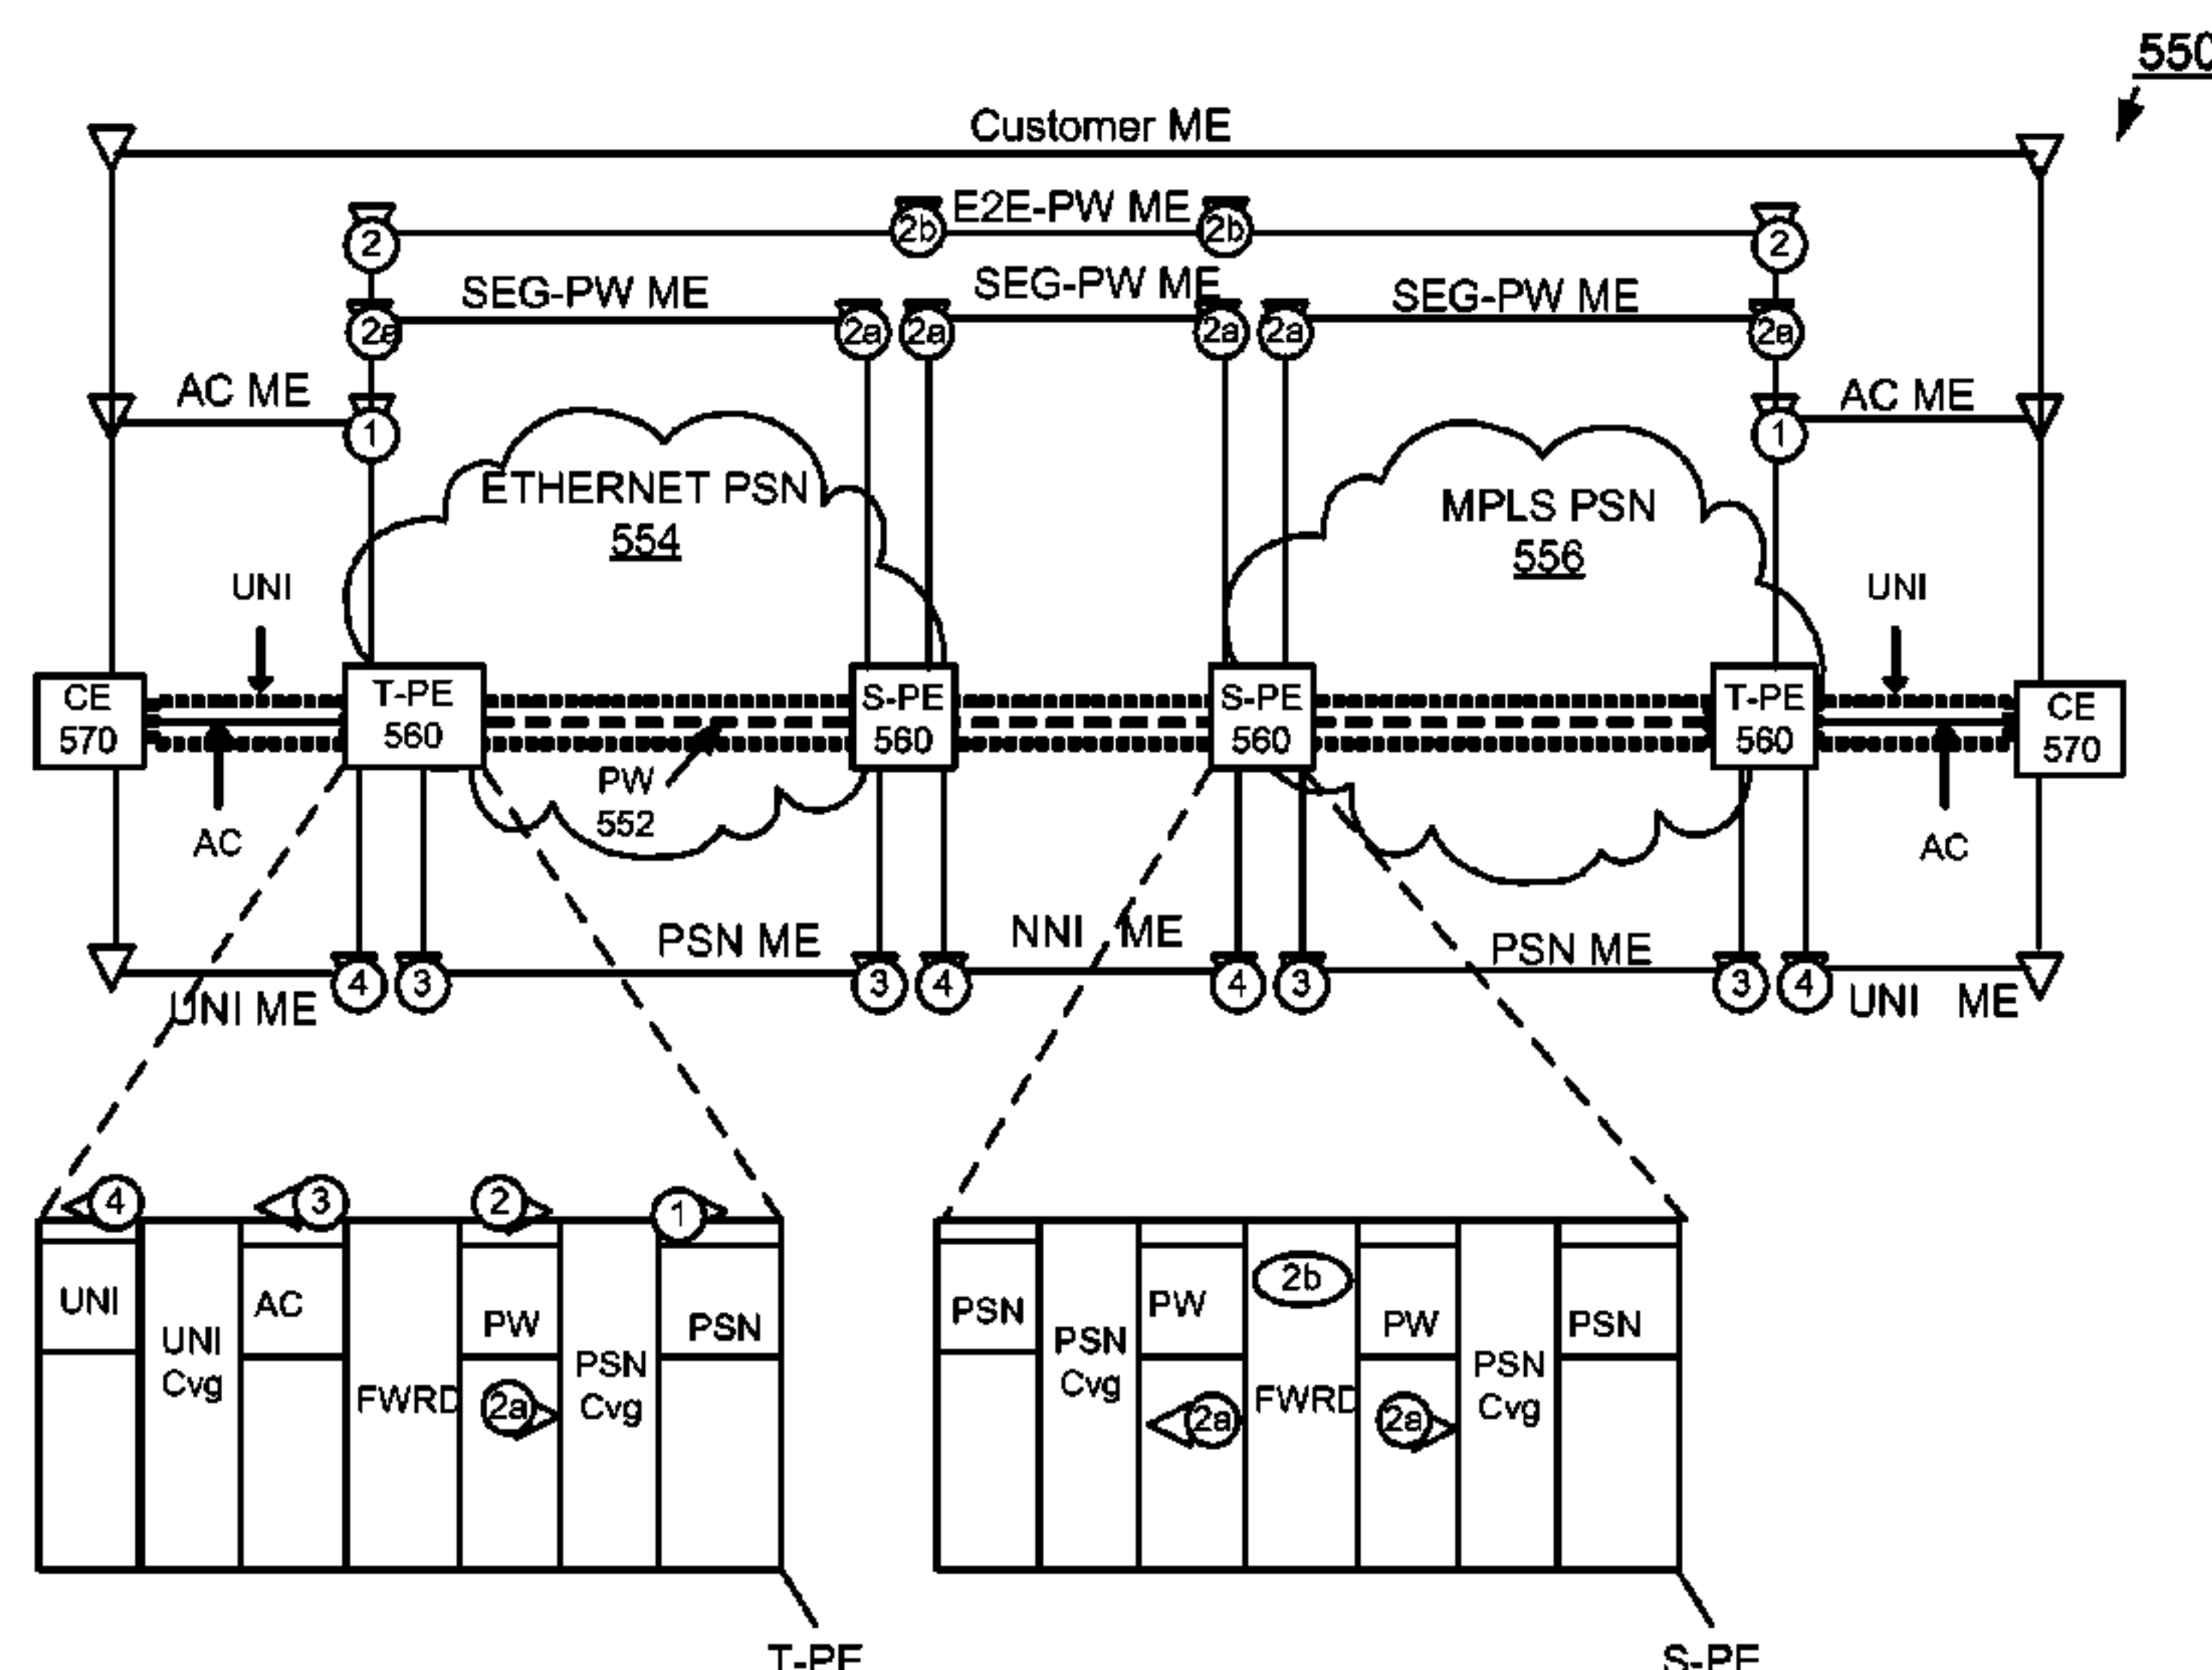 550
Customer ME
2 2b E2E-PW ME 2b 2
SEG-PW ME SEG-PW ME SEG-PW ME
2a 2a 2a 2a 2a 2a
AC ME AC ME
1 1
ETHERNET PSN
554
MPLS PSN
556
UNI UNI
CE
570
T-PE
560
S-PE
560
S-PE
560
T-PE
560
CE
570
PW
552
AC AC
PSN ME NNI ME PSN ME
4 3 3 4 4 3 3 4
UNI ME UNI ME
4 3 2 1
UNI
UNI
Cvg
AC
FWRD
PW
2a
PSN
Cvg
PSN
T-PE
PSN
PSN
Cvg
PW
2a
2b
FWRD
PW
2a
PSN
Cvg
PSN
S-PE